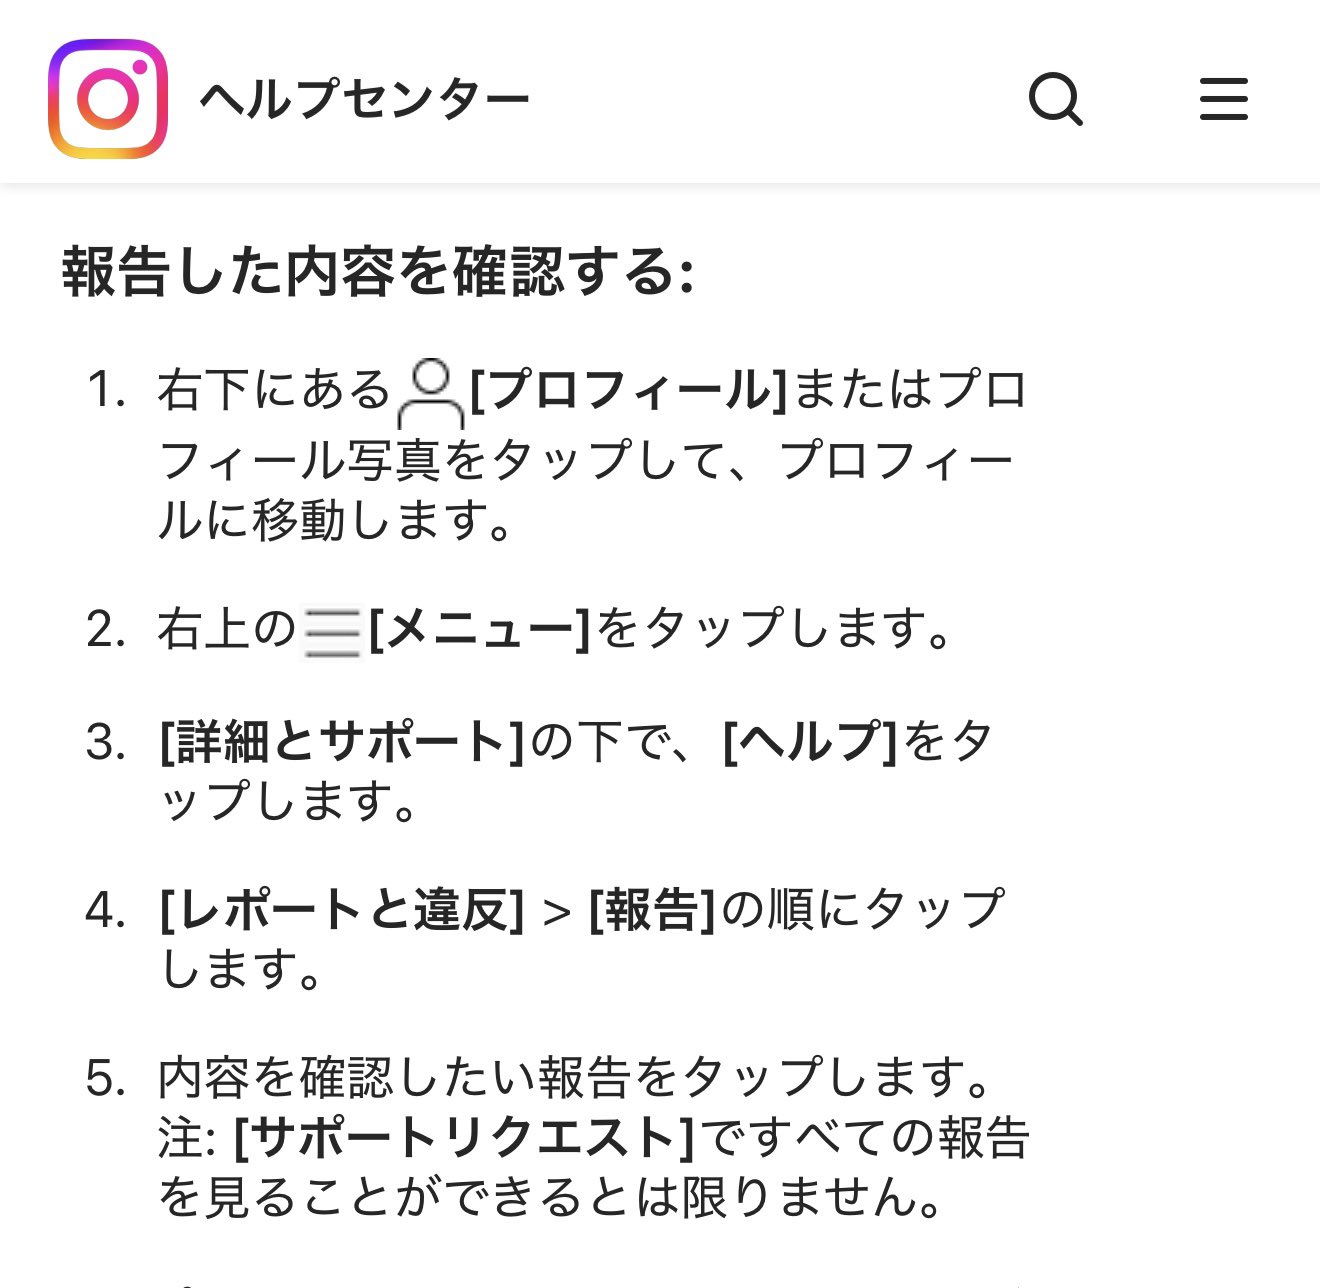 ヘルプセンター
報告した内容を確認する:
1. 右下にある[プロフィール]またはプロ
フィール写真をタップして、プロフィー
ルに移動します。
2. 右上の[メニュー]をタップします。
3. [詳細とサポート]の下で、[ヘルプ]をタ
ップします。
4. [レポートと違反] > [報告]の順にタップ
します。
5. 内容を確認したい報告をタップします。
注: [サポートリクエスト]ですべての報告
を見ることができるとは限りません。